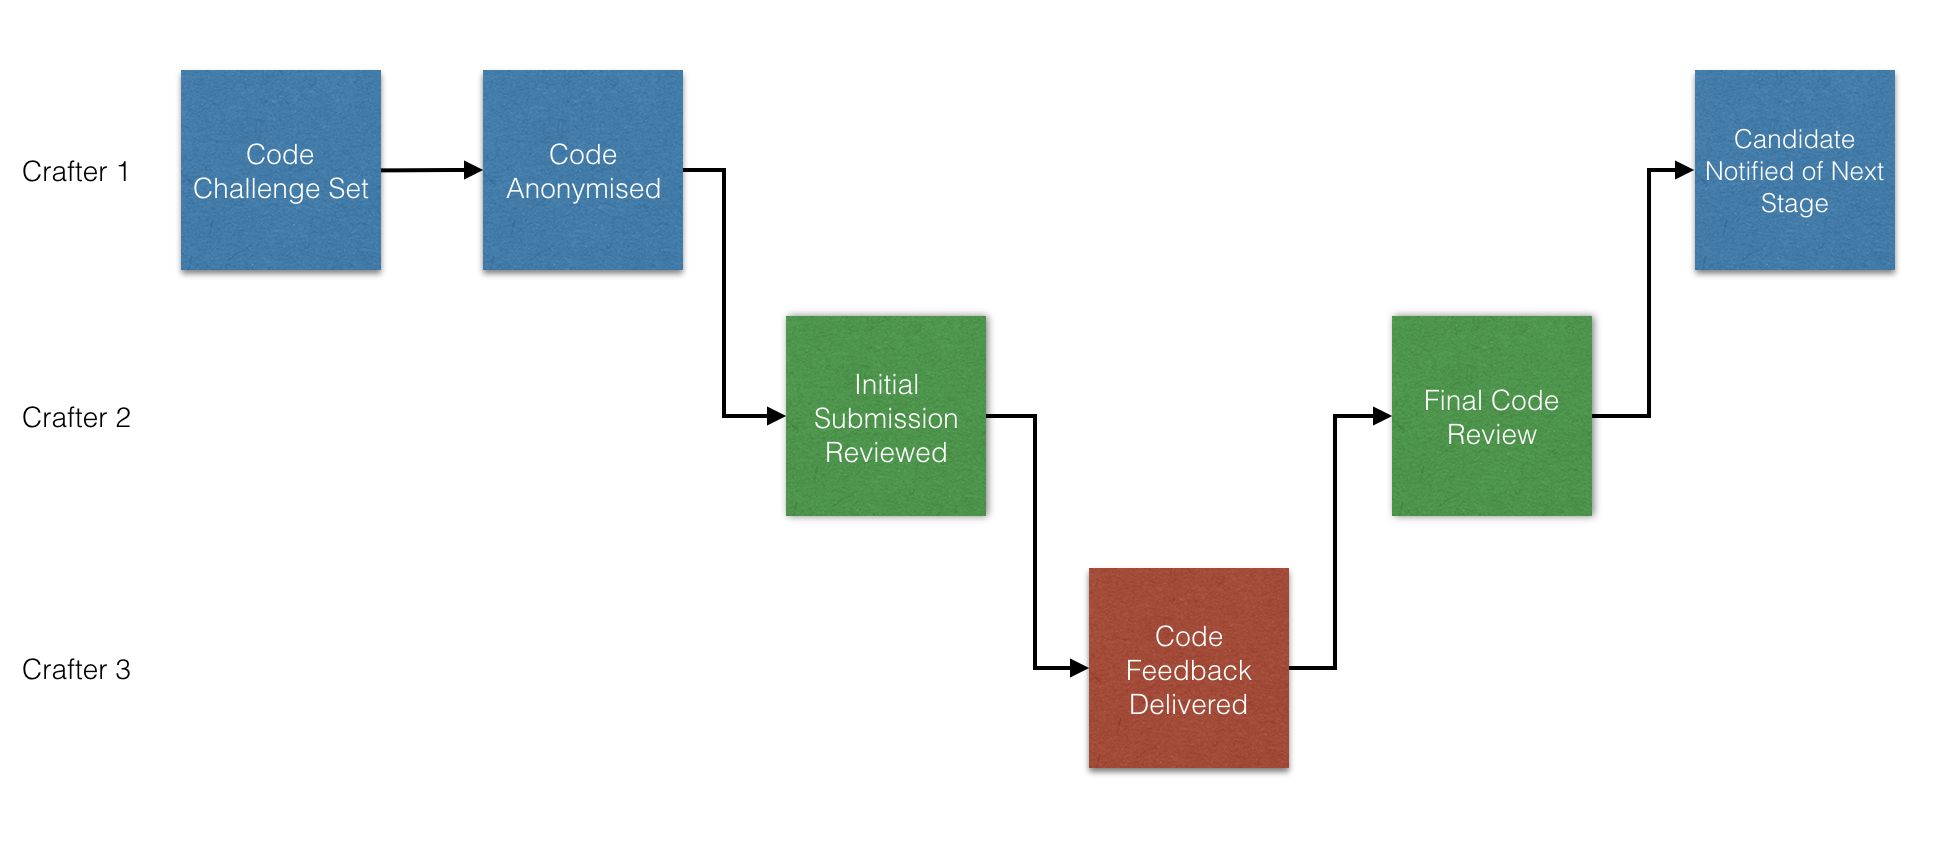 Crafter 1
Code
Challenge Set
Code
Anonymised
Candidate
Notified of Next
Stage
Crafter 2
Initial
Submission
Reviewed
Final Code
Review
Crafter 3
Code
Feedback
Delivered